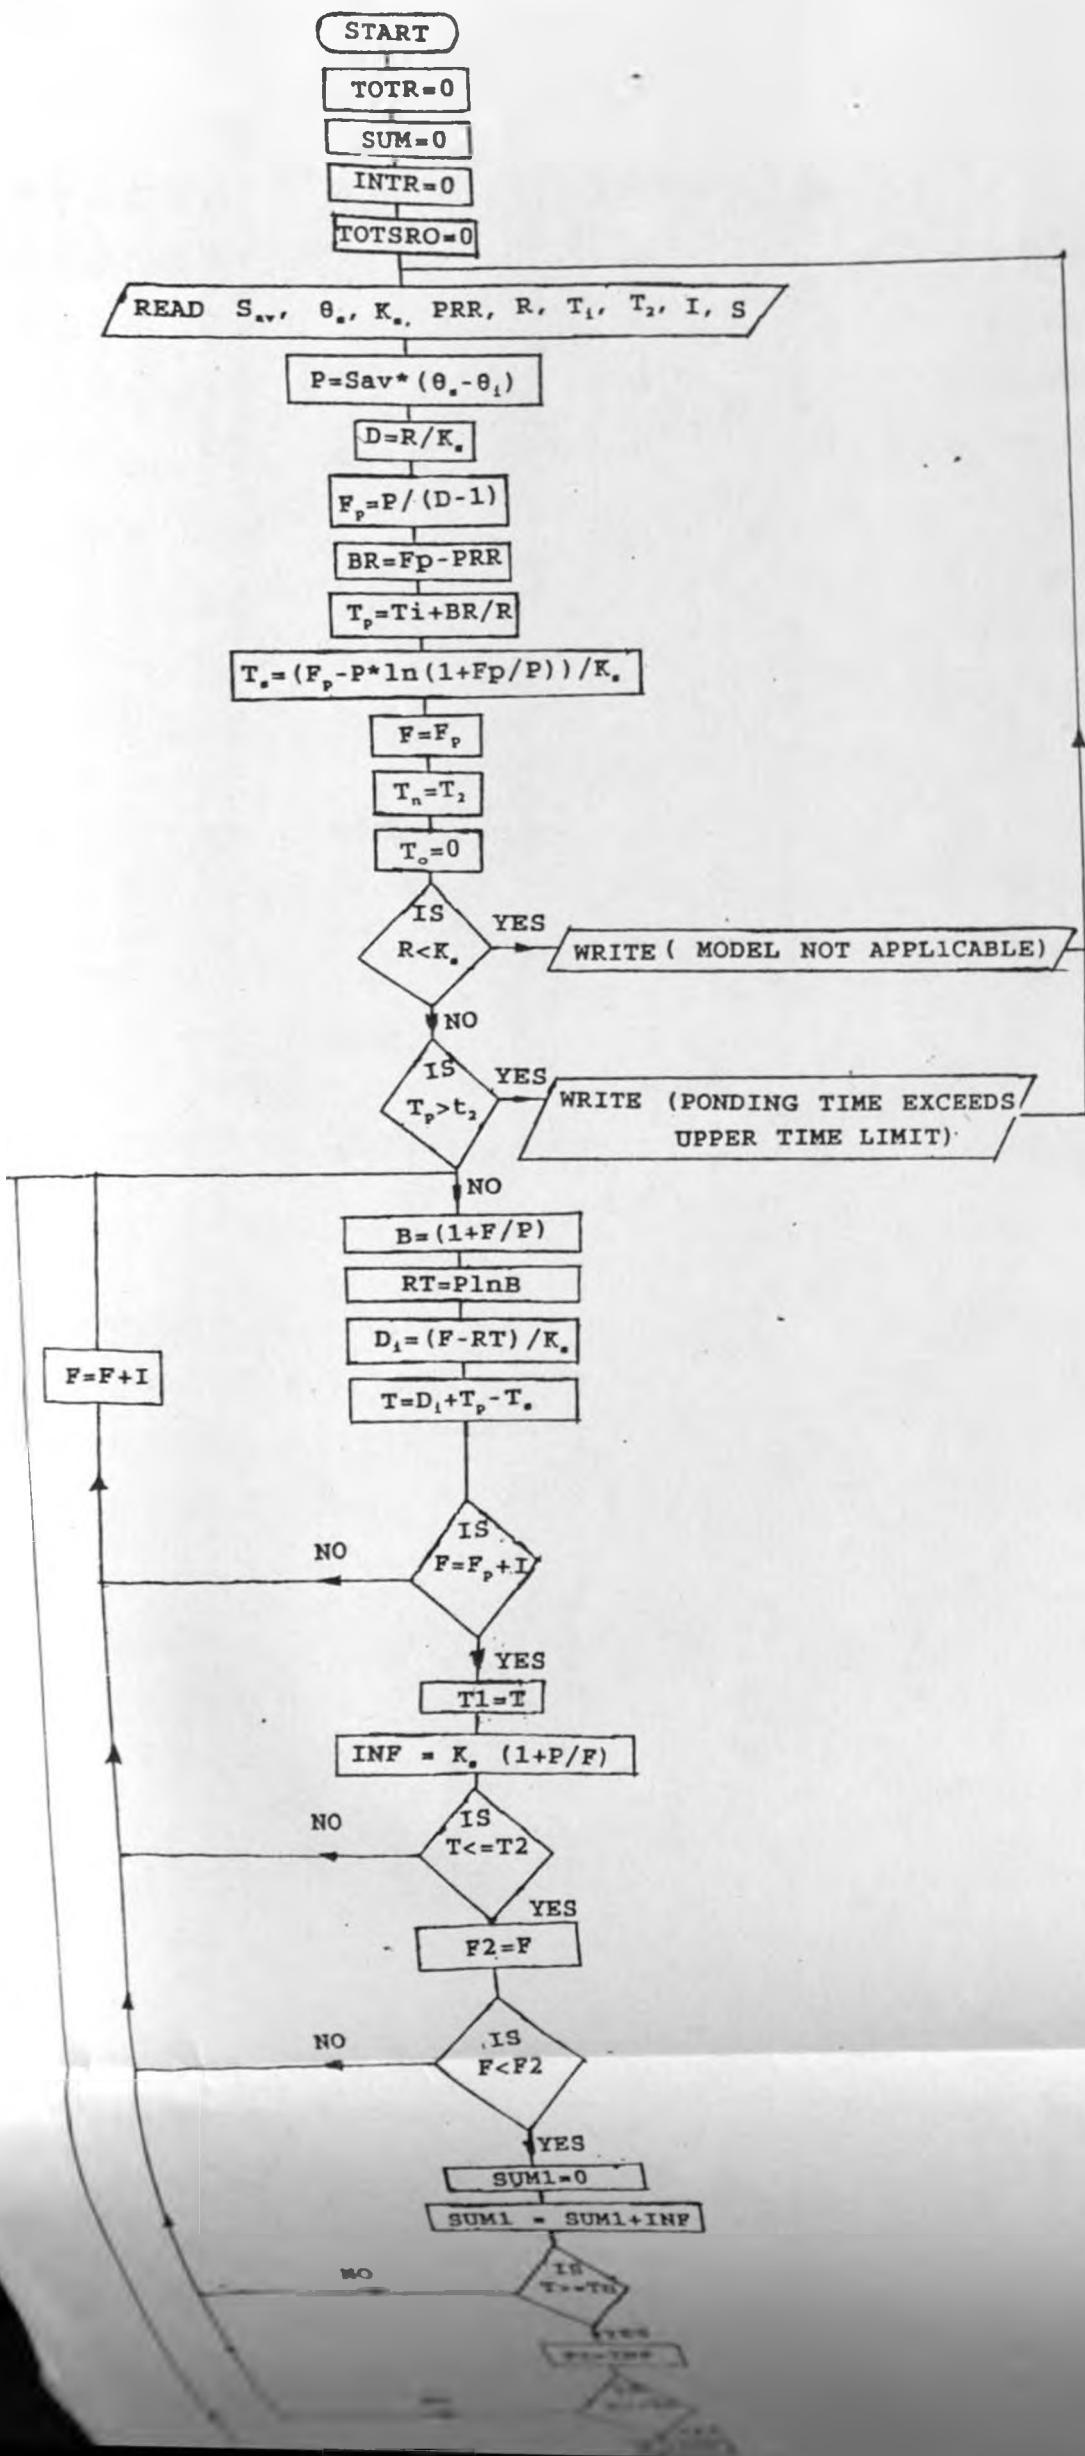 START
TOTR=0
SUM=0
INTR=0
TOTSRO=0
READ Sav, θs, Ks, PRR, R, Ti, T2, I, S
P=Sav*(θs-θi)
D=R/Ks
Fp=P/(D-1)
BR=Fp-PRR
Tp=Ti+BR/R
Ts=(Fp-P*ln(1+Fp/P))/Ks
F=Fp
Tn=T2
To=0
IS
R<Ks
YES
WRITE ( MODEL NOT APPL1CABLE)
NO
IS
Tp>t2
YES
WRITE (PONDING TIME EXCEEDS
UPPER TIME LIMIT)
NO
B=(1+F/P)
RT=PlnB
Di=(F-RT)/Ks
F=F+I
T=Di+Tp-Ts
IS
F=Fp+I
NO
YES
T1=T
INF = Ks (1+P/F)
IS
T<=T2
NO
YES
F2=F
IS
F<F2
NO
YES
SUM1=0
SUM1 = SUM1+INF
IS
NO
YES